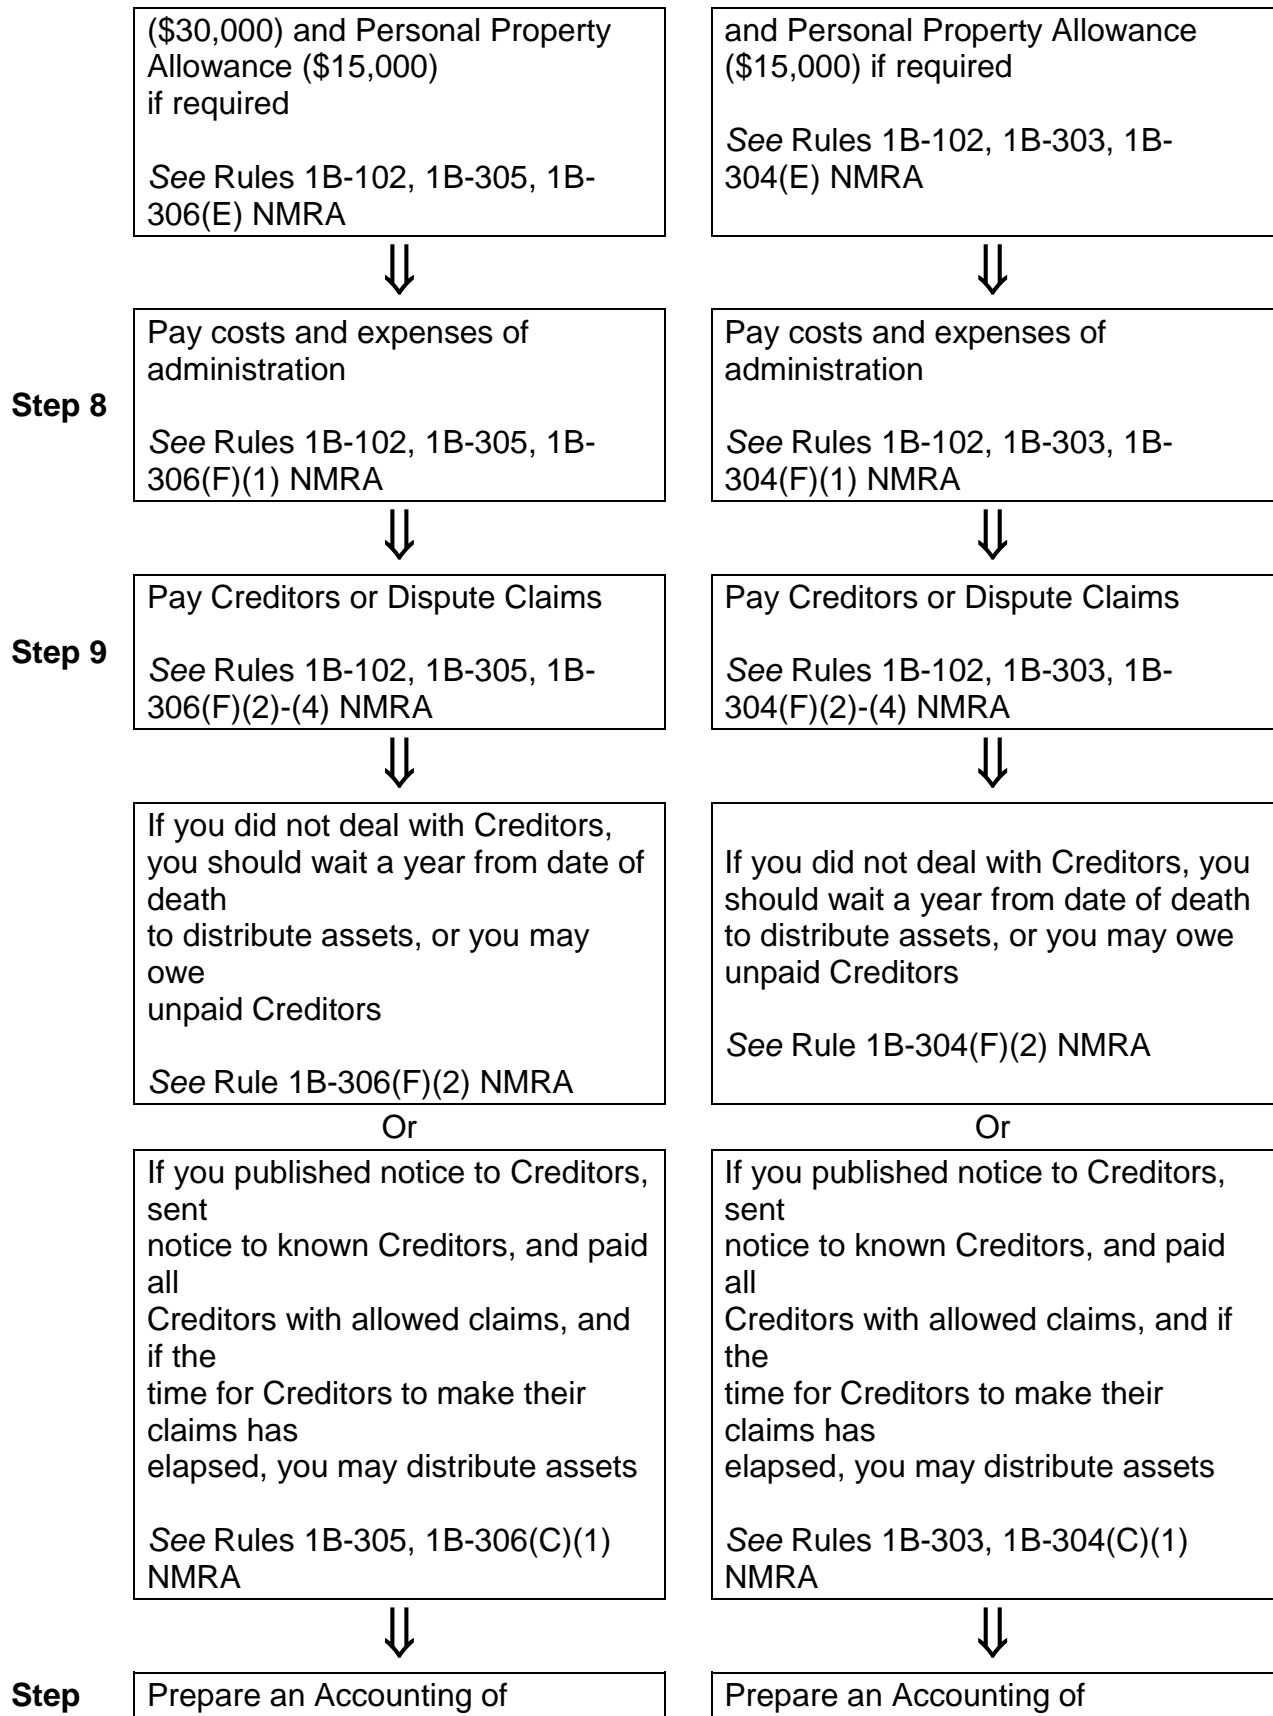 ($30,000) and Personal Property
Allowance ($15,000)
if required
See Rules 1B-102, 1B-305, 1B-
306(E) NMRA
and Personal Property Allowance
($15,000) if required
See Rules 1B-102, 1B-303, 1B-
304(E) NMRA
⇓
⇓
Step 8
Pay costs and expenses of
administration
See Rules 1B-102, 1B-305, 1B-
306(F)(1) NMRA
Pay costs and expenses of
administration
See Rules 1B-102, 1B-303, 1B-
304(F)(1) NMRA
⇓
⇓
Step 9
Pay Creditors or Dispute Claims
See Rules 1B-102, 1B-305, 1B-
306(F)(2)-(4) NMRA
Pay Creditors or Dispute Claims
See Rules 1B-102, 1B-303, 1B-
304(F)(2)-(4) NMRA
⇓
⇓
If you did not deal with Creditors,
you should wait a year from date of
death
to distribute assets, or you may
owe
unpaid Creditors
See Rule 1B-306(F)(2) NMRA
If you did not deal with Creditors, you
should wait a year from date of death
to distribute assets, or you may owe
unpaid Creditors
See Rule 1B-304(F)(2) NMRA
Or
Or
If you published notice to Creditors,
sent
notice to known Creditors, and paid
all
Creditors with allowed claims, and
if the
time for Creditors to make their
claims has
elapsed, you may distribute assets
See Rules 1B-305, 1B-306(C)(1)
NMRA
If you published notice to Creditors,
sent
notice to known Creditors, and paid
all
Creditors with allowed claims, and if
the
time for Creditors to make their
claims has
elapsed, you may distribute assets
See Rules 1B-303, 1B-304(C)(1)
NMRA
⇓
⇓
Step
Prepare an Accounting of
Prepare an Accounting of